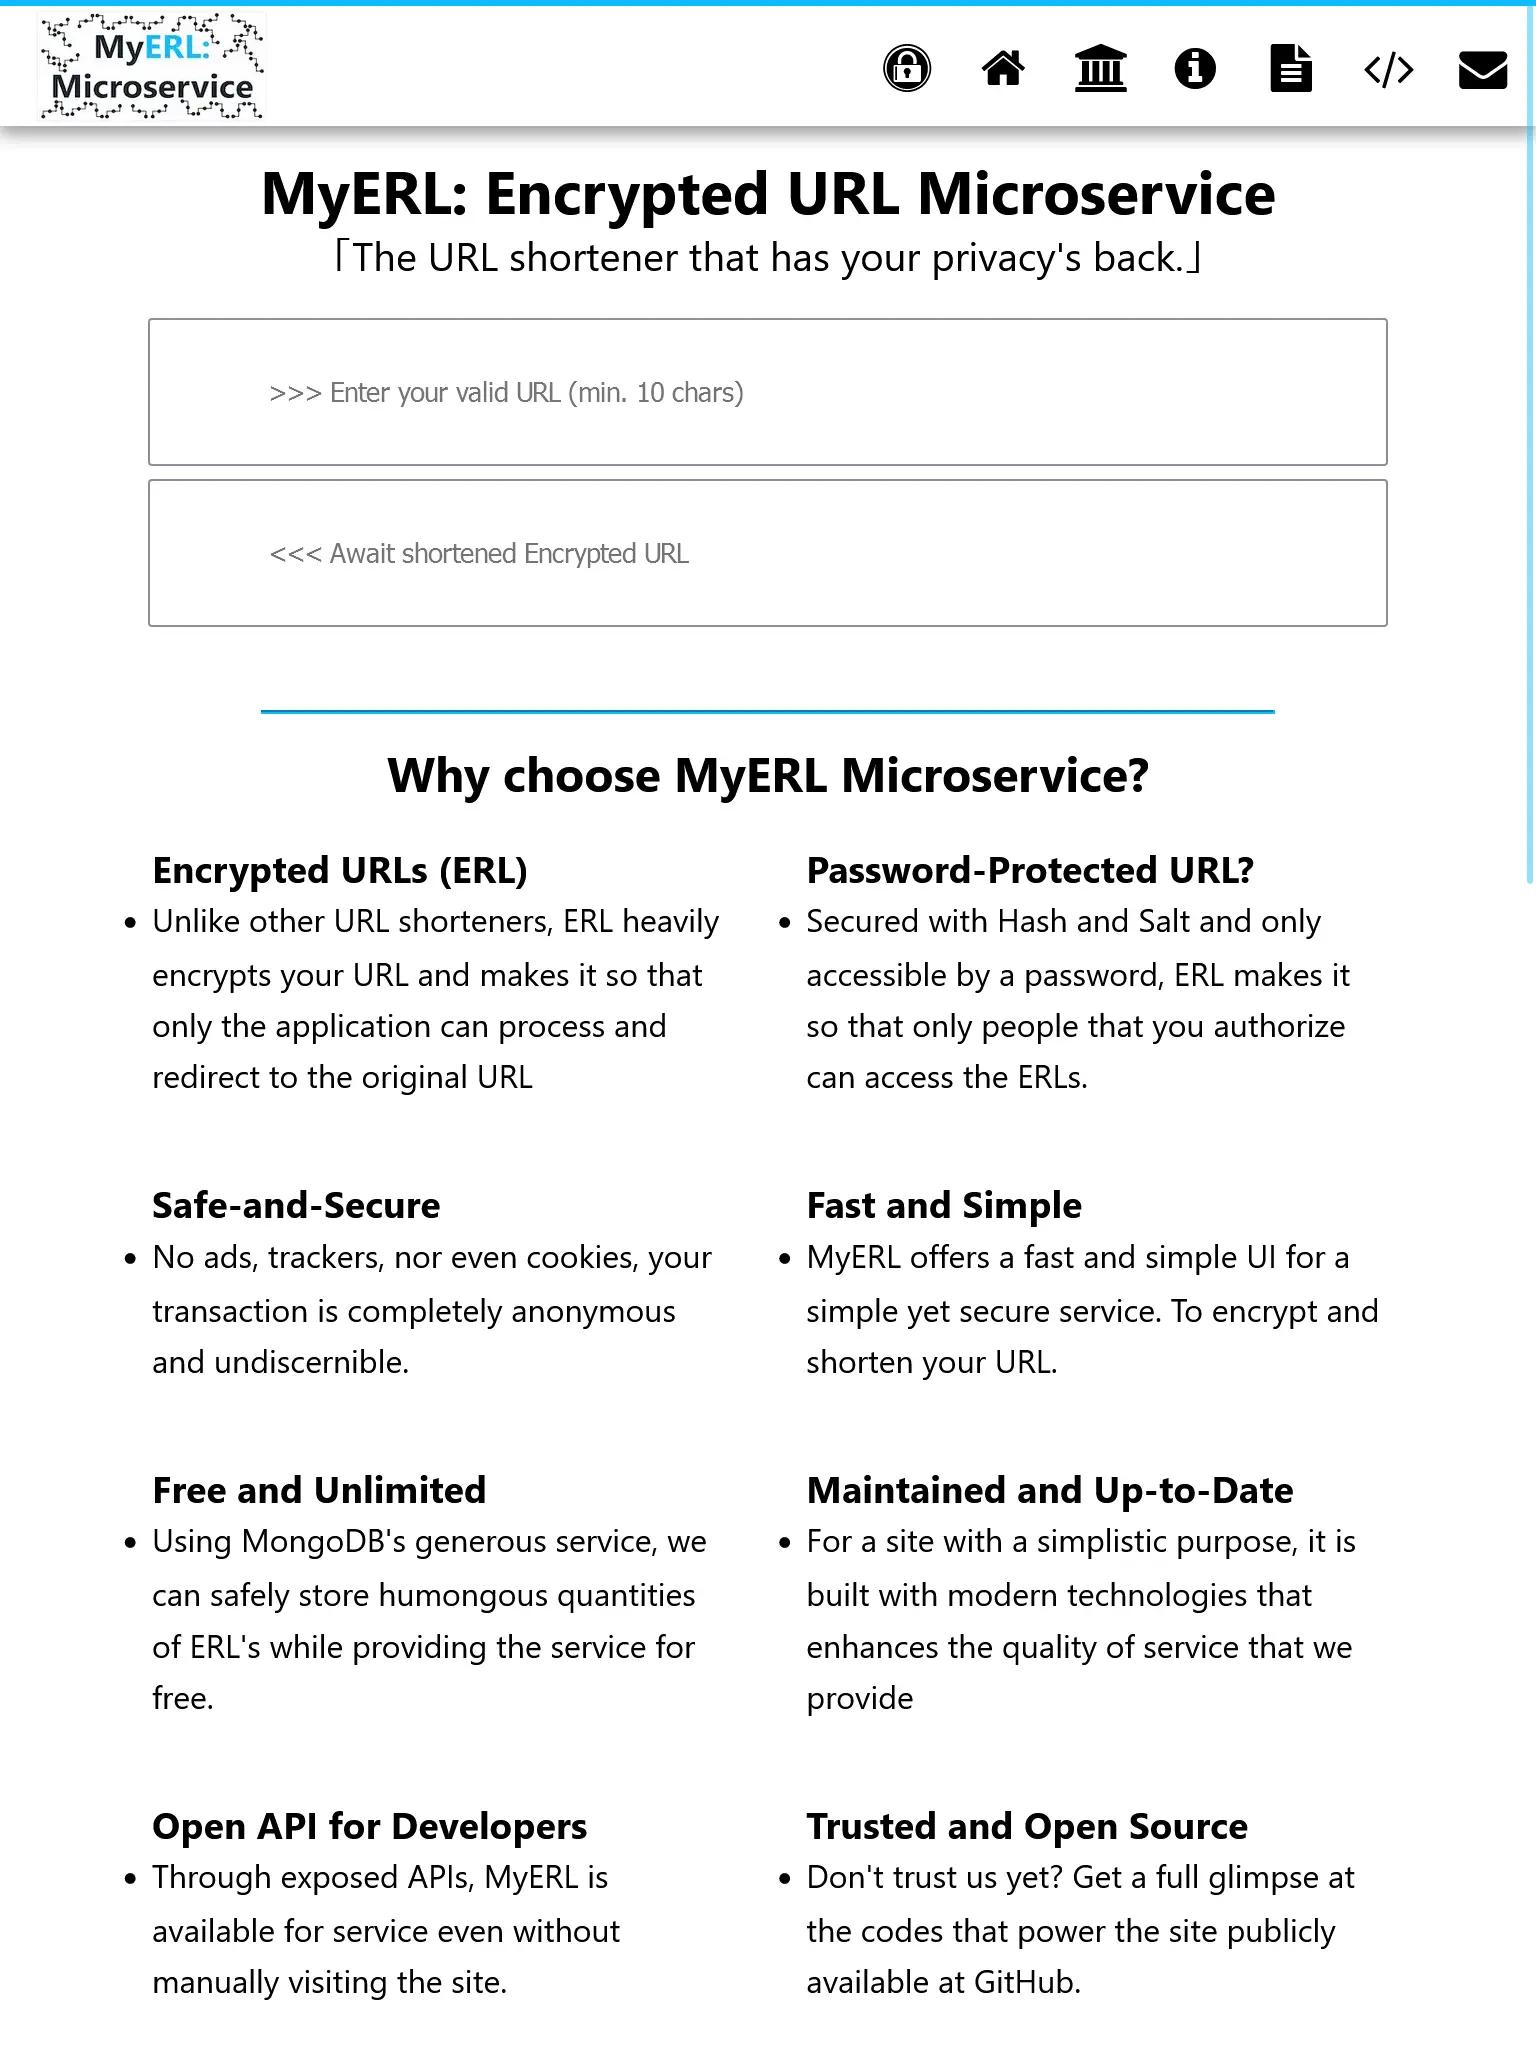 MyERL:
Microservice
MyERL: Encrypted URL Microservice
「The URL shortener that has your privacy's back.」
>>> Enter your valid URL (min. 10 chars)
<<< Await shortened Encrypted URL
Why choose MyERL Microservice?
Encrypted URLs (ERL)
Unlike other URL shorteners, ERL heavily
encrypts your URL and makes it so that
only the application can process and
redirect to the original URL
Password-Protected URL?
Secured with Hash and Salt and only
accessible by a password, ERL makes it
so that only people that you authorize
can access the ERLs.
Safe-and-Secure
No ads, trackers, nor even cookies, your
transaction is completely anonymous
and undiscernible.
Fast and Simple
MyERL offers a fast and simple UI for a
simple yet secure service. To encrypt and
shorten your URL.
Free and Unlimited
Using MongoDB's generous service, we
can safely store humongous quantities
of ERL's while providing the service for
free.
Maintained and Up-to-Date
For a site with a simplistic purpose, it is
built with modern technologies that
enhances the quality of service that we
provide
Open API for Developers
Through exposed APIs, MyERL is
available for service even without
manually visiting the site.
Trusted and Open Source
Don't trust us yet? Get a full glimpse at
the codes that power the site publicly
available at GitHub.